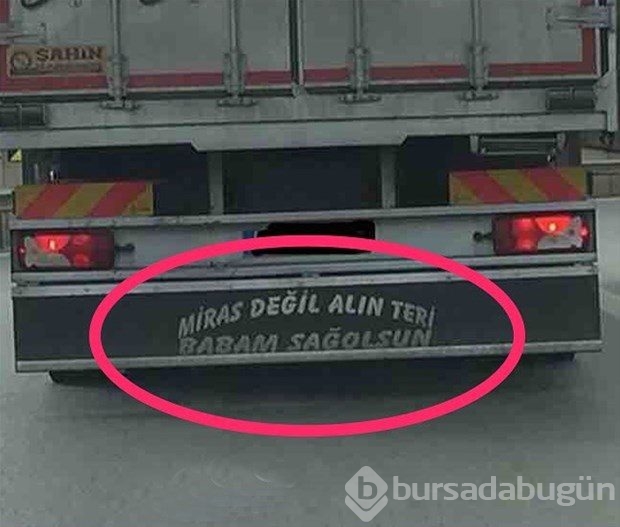 ŞAHİN
MİRAS DEĞİL ALIN TERİ
BABAM SAĞOLSUN
bursadabugün